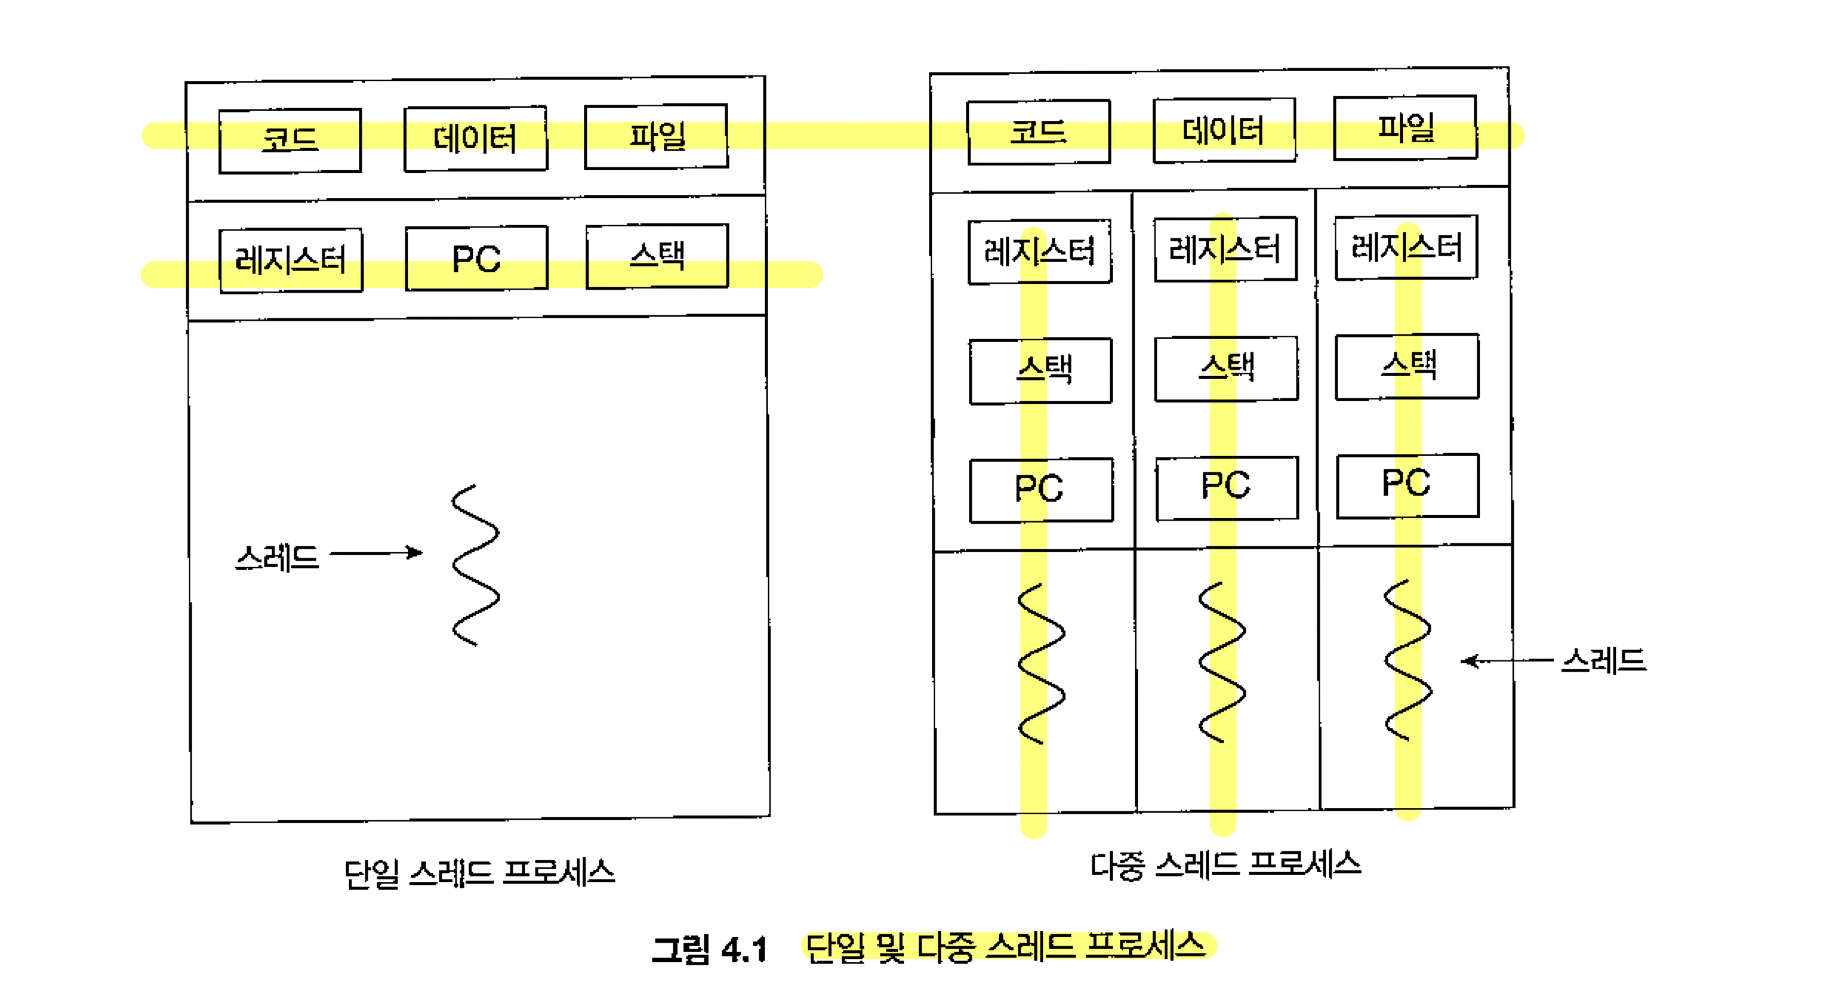 코드 데이터 파일
레지스터 PC 스택
스레드
단일 스레드 프로세스
코드 데이터 파일
레지스터 레지스터 레지스터
스택 스택 스택
PC PC PC
스레드
다중 스레드 프로세스
그림 4.1 단일 및 다중 스레드 프로세스